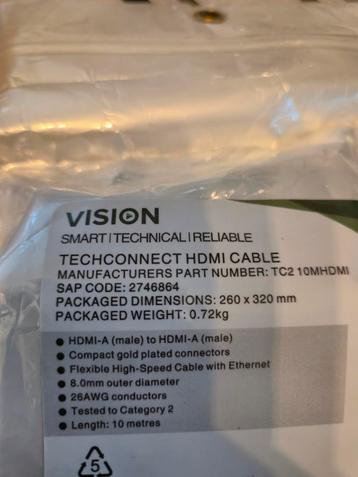 VISION
SMART | TECHNICAL | RELIABLE
TECHCONNECT HDMI CABLE
MANUFACTURERS PART NUMBER: TC2 10MHDMI
SAP CODE: 2746864
PACKAGED DIMENSIONS: 260 x 320 mm
PACKAGED WEIGHT: 0.72kg
• HDMI-A (male) to HDMI-A (male)
• Compact gold plated connectors
• Flexible High-Speed Cable with Ethernet
• 8.0mm outer diameter
• 26AWG conductors
• Tested to Category 2
• Length: 10 metres
5